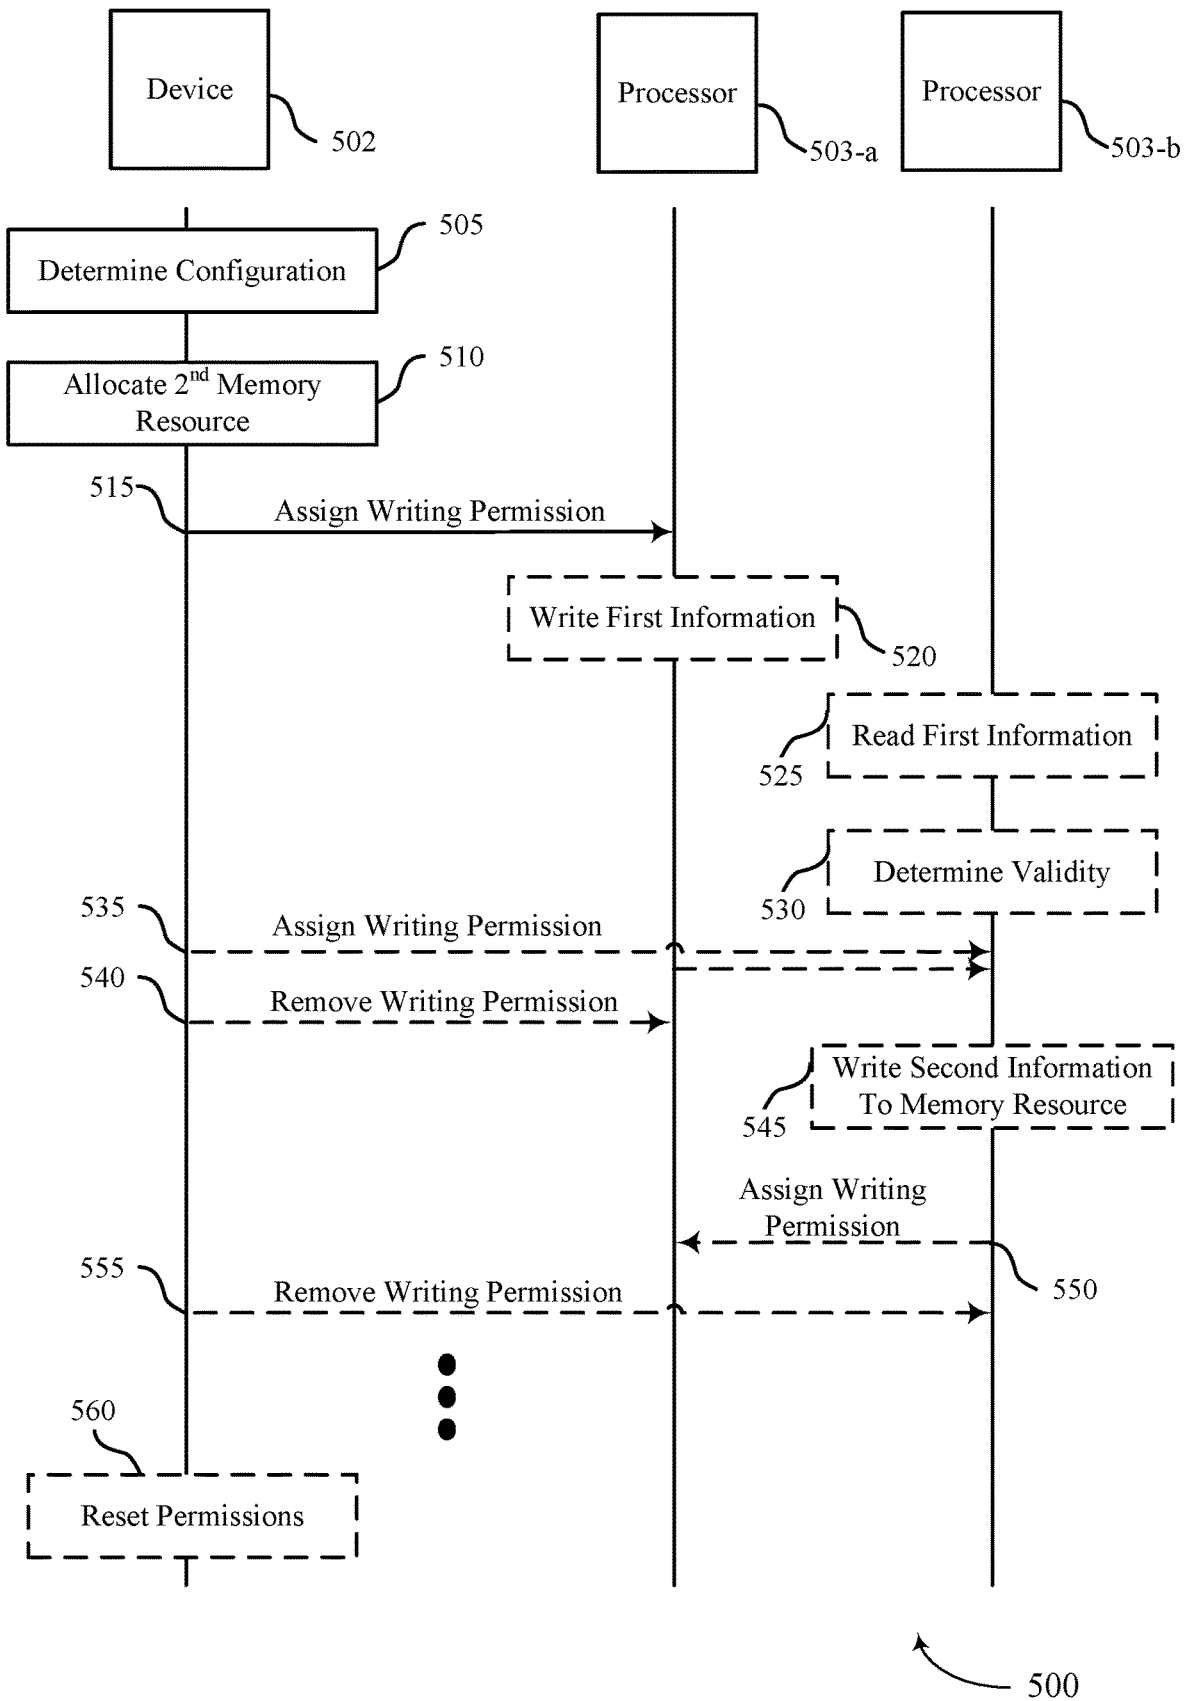 Device
502
Processor
503-a
Processor
503-b
505
Determine Configuration
510
Allocate 2nd Memory
Resource
515
Assign Writing Permission
Write First Information
520
Read First Information
525
Determine Validity
530
535
Assign Writing Permission
540
Remove Writing Permission
Write Second Information
To Memory Resource
545
Assign Writing
Permission
550
555
Remove Writing Permission
560
Reset Permissions
500